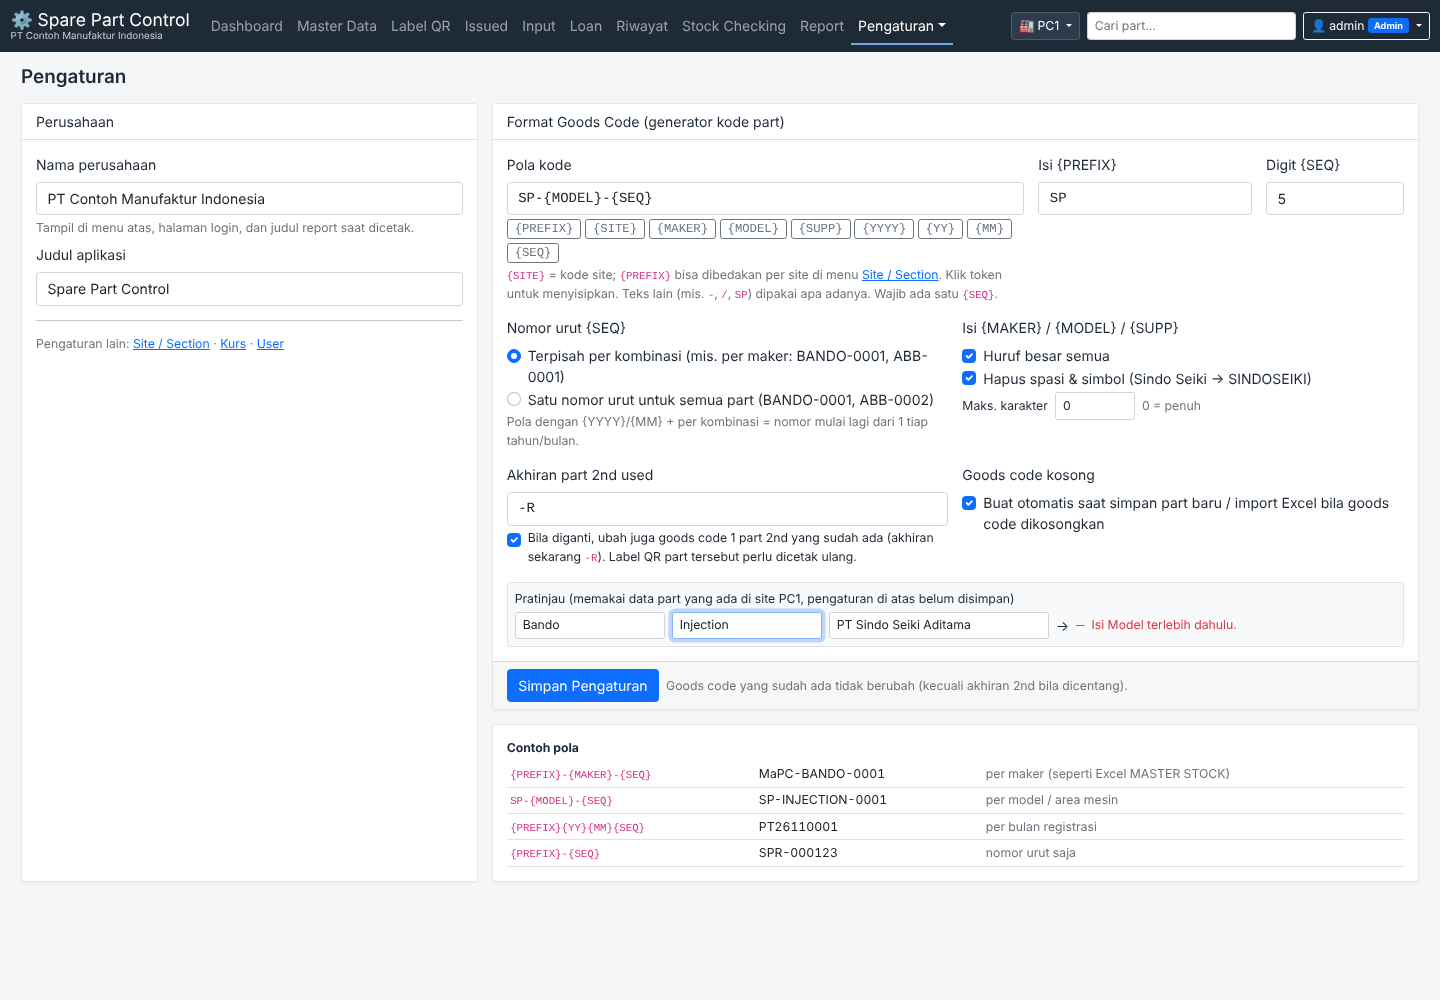 ⚙️ Spare Part Control
PT Contoh Manufaktur Indonesia
Dashboard Master Data Label QR Issued Input Loan Riwayat Stock Checking Report Pengaturan
PC1
Cari part...
admin Admin
Pengaturan
Perusahaan
Nama perusahaan
PT Contoh Manufaktur Indonesia
Tampil di menu atas, halaman login, dan judul report saat dicetak.
Judul aplikasi
Spare Part Control
Pengaturan lain: Site / Section · Kurs · User
Format Goods Code (generator kode part)
Pola kode
SP-{MODEL}-{SEQ}
Isi {PREFIX}
SP
Digit {SEQ}
5
{PREFIX} {SITE} {MAKER} {MODEL} {SUPP} {YYYY} {YY} {MM}
{SEQ}
{SITE} = kode site; {PREFIX} bisa dibedakan per site di menu Site / Section. Klik token
untuk menyisipkan. Teks lain (mis. -, /, SP) dipakai apa adanya. Wajib ada satu {SEQ}.
Nomor urut {SEQ}
Terpisah per kombinasi (mis. per maker: BANDO-0001, ABB-
0001)
Satu nomor urut untuk semua part (BANDO-0001, ABB-0002)
Pola dengan {YYYY}/{MM} + per kombinasi = nomor mulai lagi dari 1 tiap
tahun/bulan.
Isi {MAKER} / {MODEL} / {SUPP}
Huruf besar semua
Hapus spasi & simbol (Sindo Seiki → SINDOSEIKI)
Maks. karakter 0 0 = penuh
Akhiran part 2nd used
-R
Bila diganti, ubah juga goods code 1 part 2nd yang sudah ada (akhiran
sekarang -R). Label QR part tersebut perlu dicetak ulang.
Goods code kosong
Buat otomatis saat simpan part baru / import Excel bila goods
code dikosongkan
Pratinjau (memakai data part yang ada di site PC1, pengaturan di atas belum disimpan)
Bando Injection PT Sindo Seiki Aditama → — Isi Model terlebih dahulu.
Simpan Pengaturan Goods code yang sudah ada tidak berubah (kecuali akhiran 2nd bila dicentang).
Contoh pola
{PREFIX}-{MAKER}-{SEQ} MaPC-BANDO-0001 per maker (seperti Excel MASTER STOCK)
SP-{MODEL}-{SEQ} SP-INJECTION-0001 per model / area mesin
{PREFIX}{YY}{MM}{SEQ} PT26110001 per bulan registrasi
{PREFIX}-{SEQ} SPR-000123 nomor urut saja